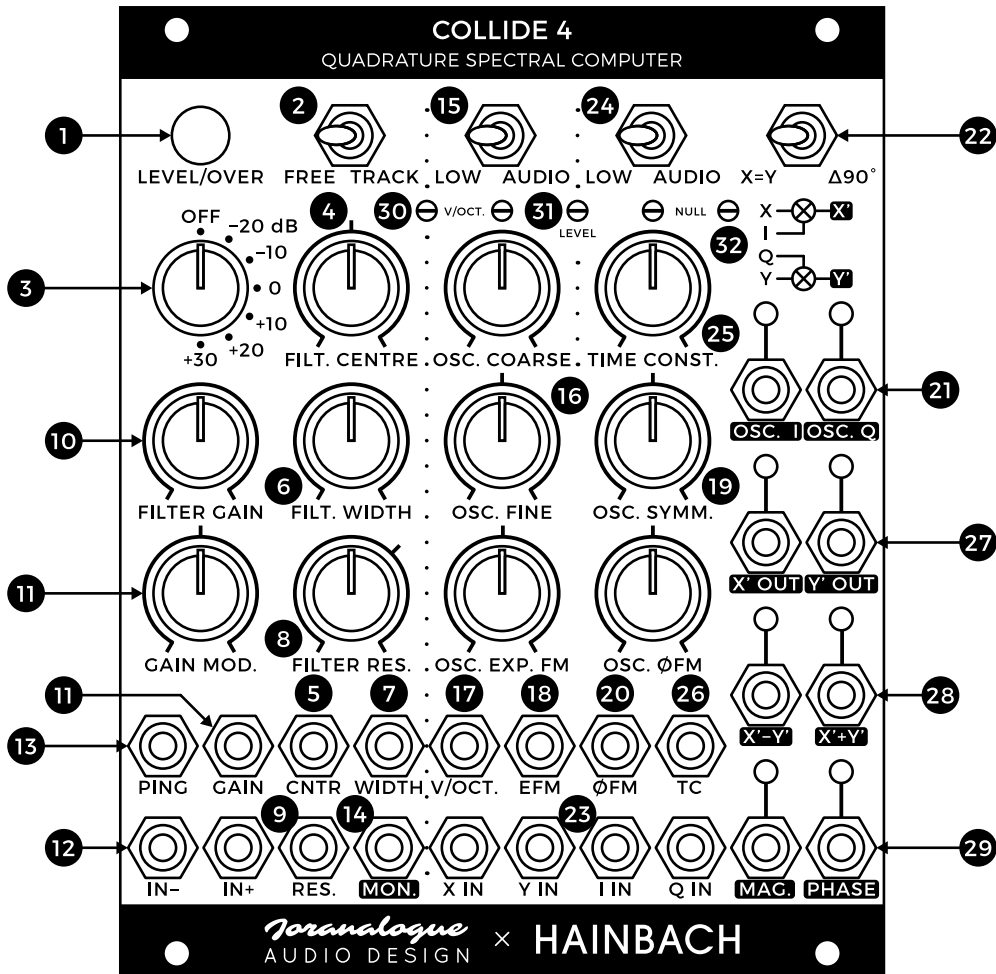 COLLIDE 4
QUADRATURE SPECTRAL COMPUTER
2 15 24
1 22
LEVEL/OVER FREE TRACK LOW AUDIO LOW AUDIO X=Y Δ90°
OFF 4 30 V/OCT. 31 NULL X X'
-20 dB LEVEL 32 I
-10 Q
3 0 Y Y'
+10 25
+20
+30 FILT. CENTRE OSC. COARSE TIME CONST.
16 21
OSC. I OSC. Q
10
6 19
FILTER GAIN FILT. WIDTH OSC. FINE OSC. SYMM.
27
X' OUT Y' OUT
11
8
GAIN MOD. FILTER RES. OSC. EXP. FM OSC. ØFM
11 5 7 17 18 20 26 28
X'-Y' X'+Y'
13
PING GAIN CNTR WIDTH V/OCT. EFM ØFM TC
9 14 23
12 29
IN- IN+ RES. MON. X IN Y IN I IN Q IN MAG. PHASE
Joranalogue × HAINBACH
AUDIO DESIGN